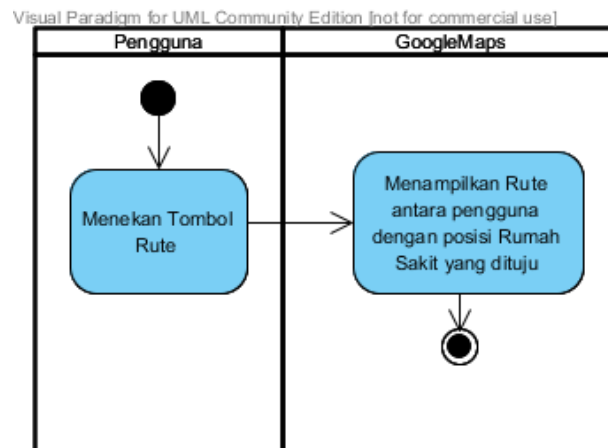 Visual Paradigm for UML Community Edition [not for commercial use]
Pengguna
GoogleMaps
Menekan Tombol
Rute
Menampilkan Rute
antara pengguna
dengan posisi Rumah
Sakit yang dituju